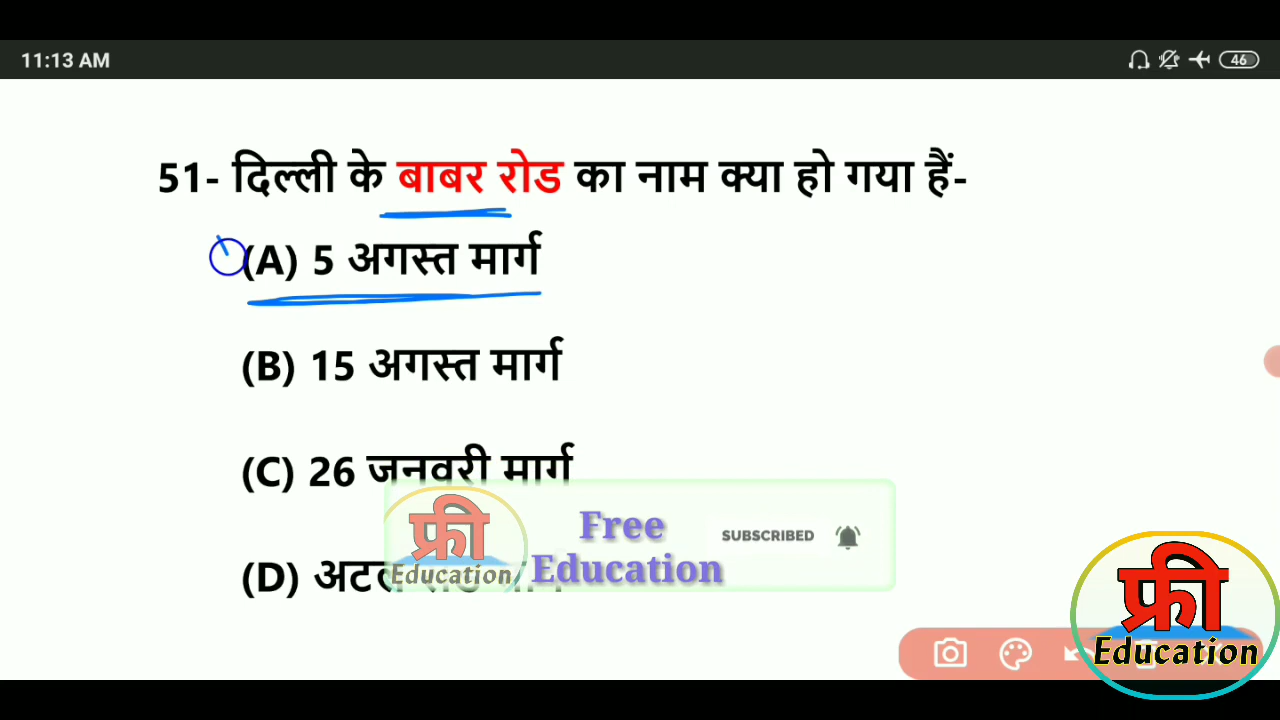 11:13 AM
46
51- दिल्ली के बाबर रोड का नाम क्या हो गया हैं-
(A) 5 अगस्त मार्ग
(B) 15 अगस्त मार्ग
(C) 26 जनवरी मार्ग
(D) अटल
फ्री
Education
Free
Education
SUBSCRIBED
फ्री
Education